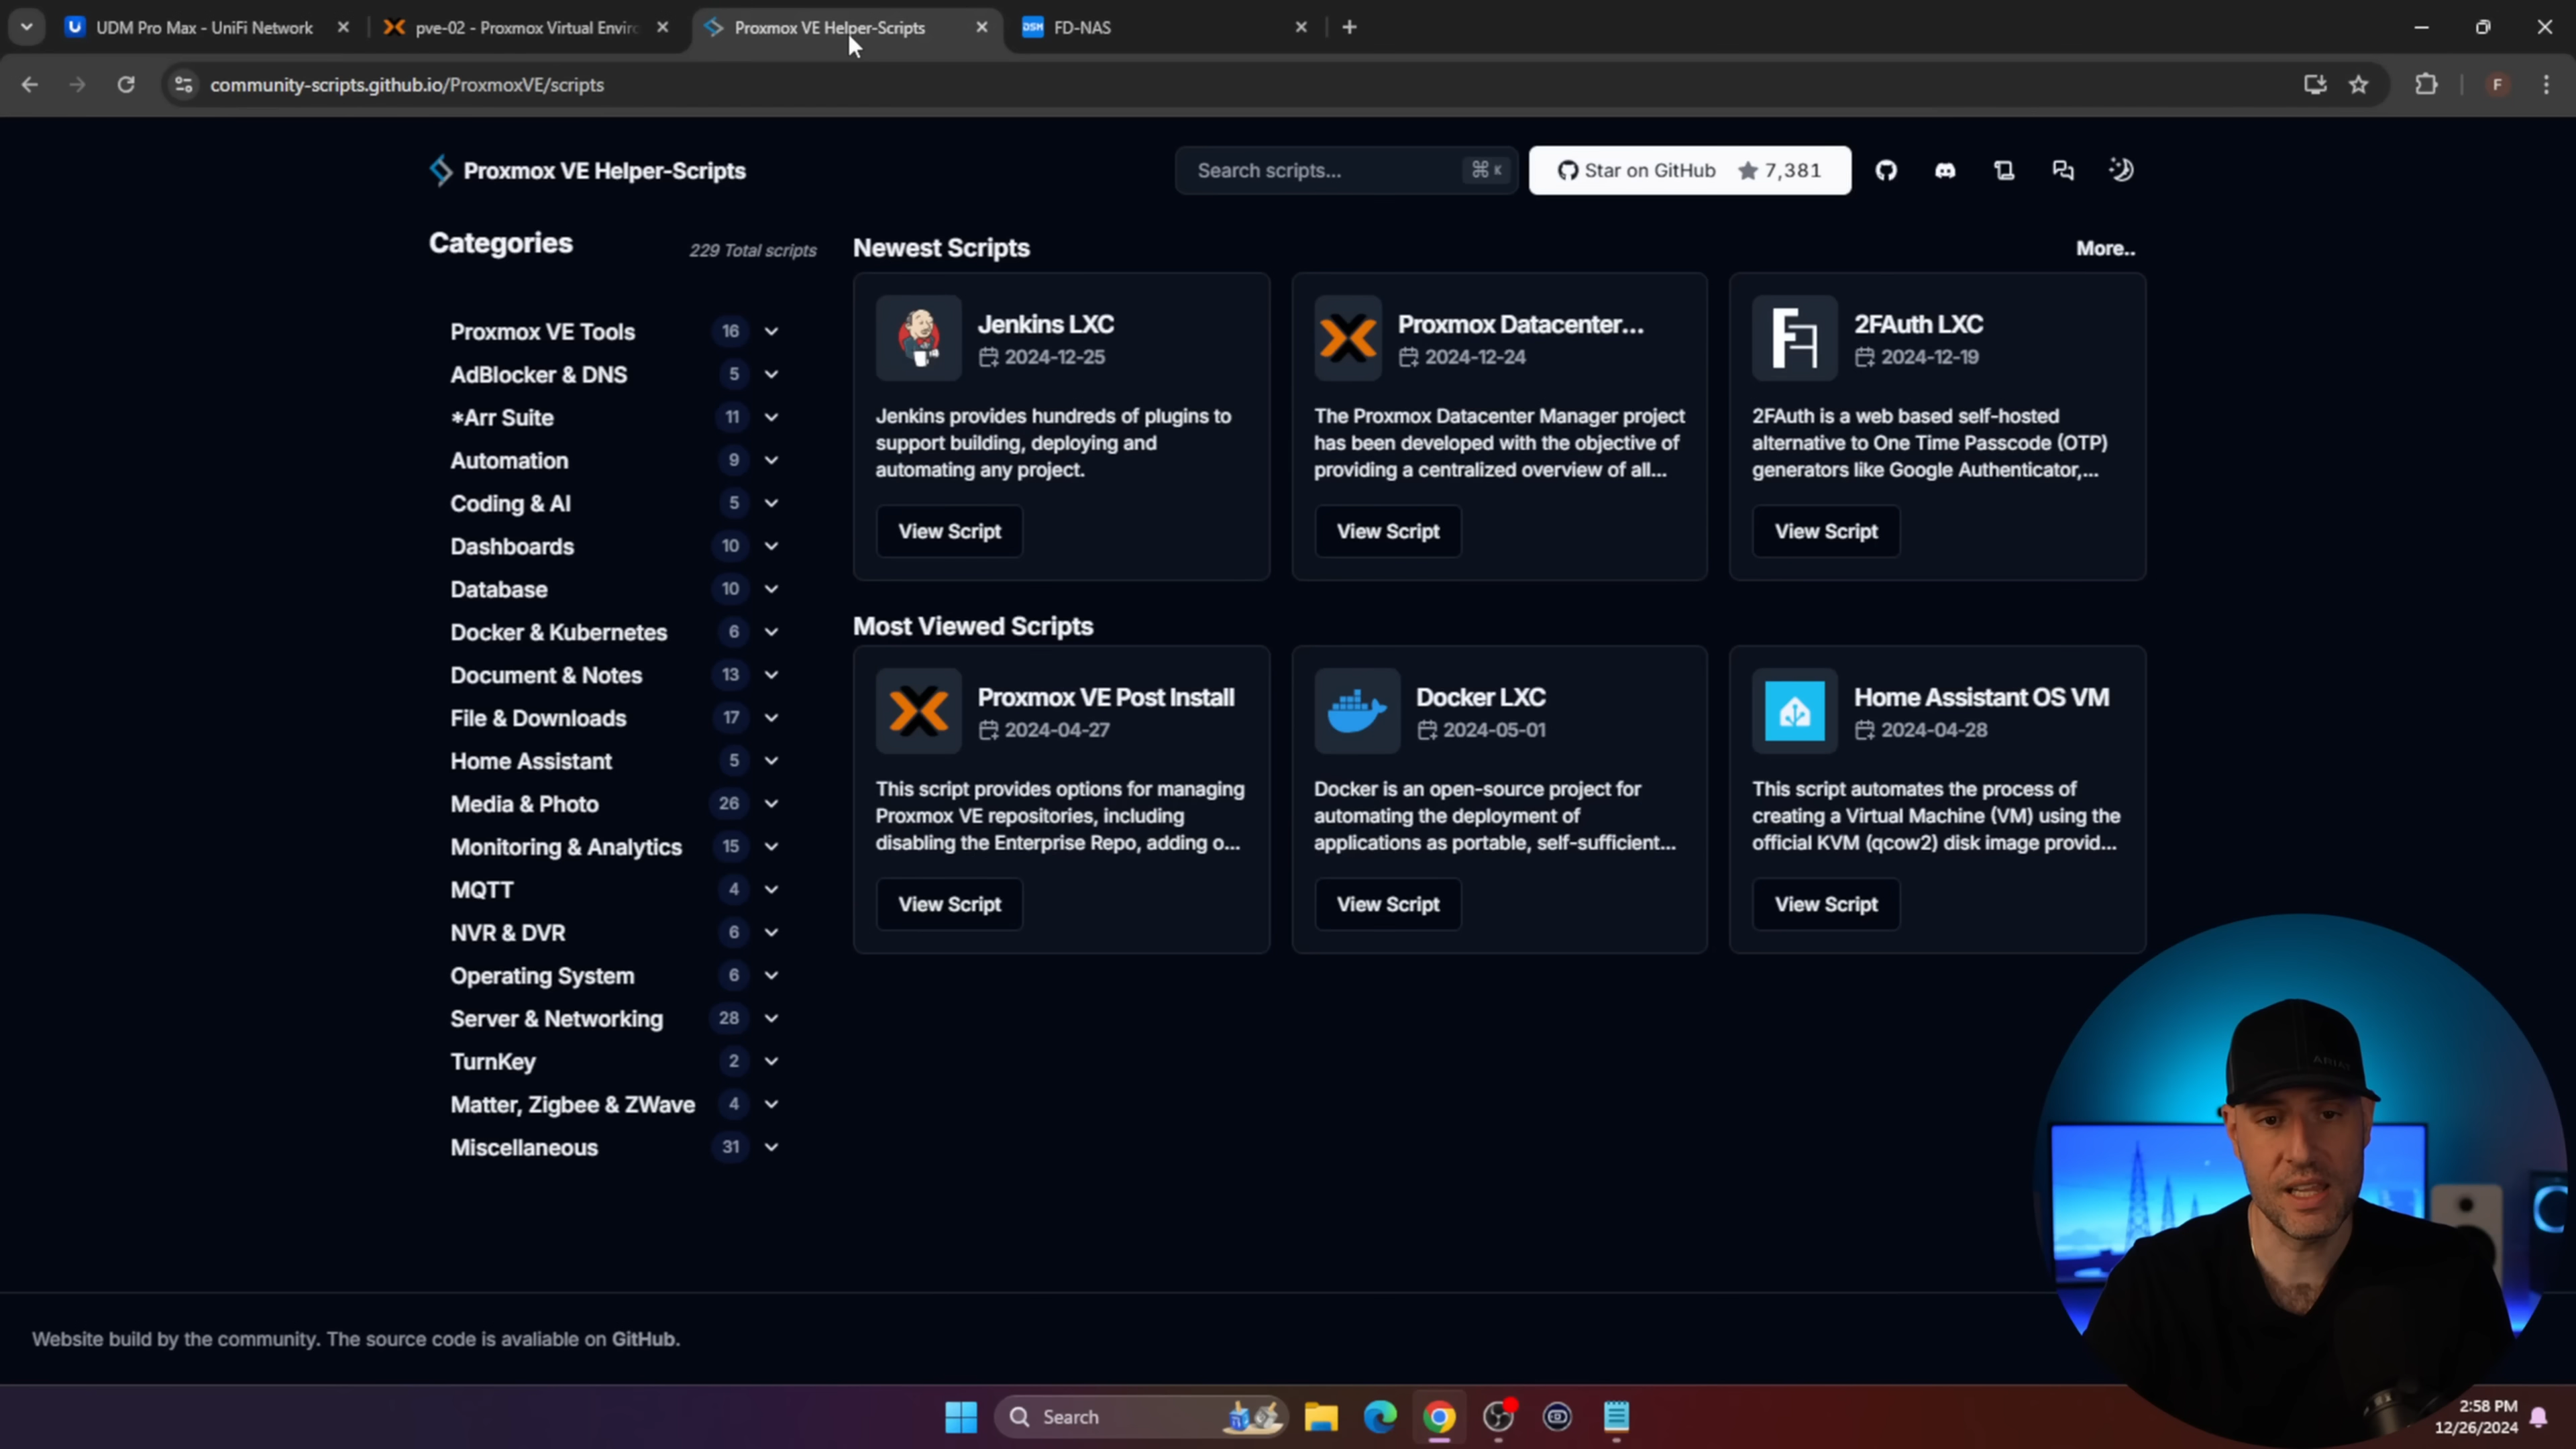 UDM Pro Max - UniFi Network
pve-02 - Proxmox Virtual Enviro
Proxmox VE Helper-Scripts
DSM
FD-NAS
community-scripts.github.io/ProxmoxVE/scripts
F
Proxmox VE Helper-Scripts
Search scripts...
⌘ K
Star on GitHub
7,381
Categories
229 Total scripts
Proxmox VE Tools 16
AdBlocker & DNS 5
*Arr Suite 11
Automation 9
Coding & AI 5
Dashboards 10
Database 10
Docker & Kubernetes 6
Document & Notes 13
File & Downloads 17
Home Assistant 5
Media & Photo 26
Monitoring & Analytics 15
MQTT 4
NVR & DVR 6
Operating System 6
Server & Networking 28
TurnKey 2
Matter, Zigbee & ZWave 4
Miscellaneous 31
Newest Scripts
More..
Jenkins LXC
2024-12-25
Jenkins provides hundreds of plugins to
support building, deploying and
automating any project.
View Script
Proxmox Datacenter...
2024-12-24
The Proxmox Datacenter Manager project
has been developed with the objective of
providing a centralized overview of all...
View Script
2FAuth LXC
2024-12-19
2FAuth is a web based self-hosted
alternative to One Time Passcode (OTP)
generators like Google Authenticator,...
View Script
Most Viewed Scripts
Proxmox VE Post Install
2024-04-27
This script provides options for managing
Proxmox VE repositories, including
disabling the Enterprise Repo, adding o...
View Script
Docker LXC
2024-05-01
Docker is an open-source project for
automating the deployment of
applications as portable, self-sufficient...
View Script
Home Assistant OS VM
2024-04-28
This script automates the process of
creating a Virtual Machine (VM) using the
official KVM (qcow2) disk image provid...
View Script
ARIAT
Website build by the community. The source code is avaliable on GitHub.
Search
2:58 PM
12/26/2024